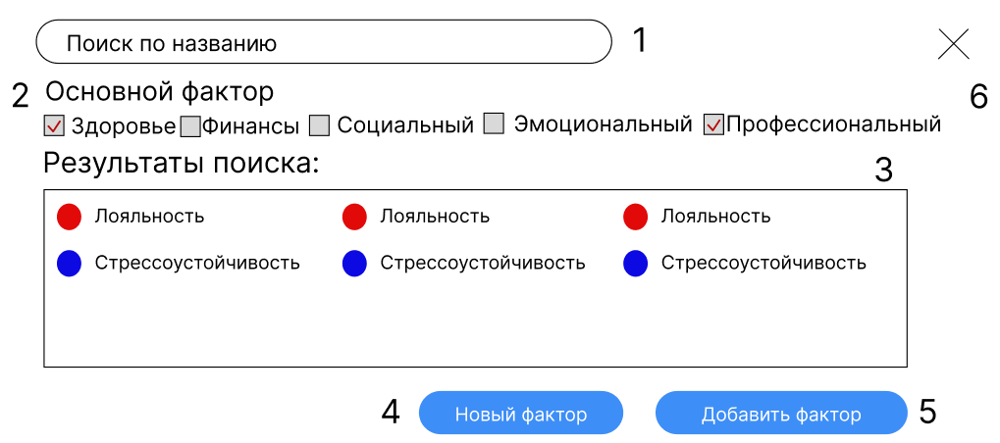 Поиск по названию 1
2 Основной фактор 6
Здоровье Финансы Социальный Эмоциональный Профессиональный
Результаты поиска: 3
Лояльность Лояльность Лояльность
Стрессоустойчивость Стрессоустойчивость Стрессоустойчивость
4 Новый фактор Добавить фактор 5